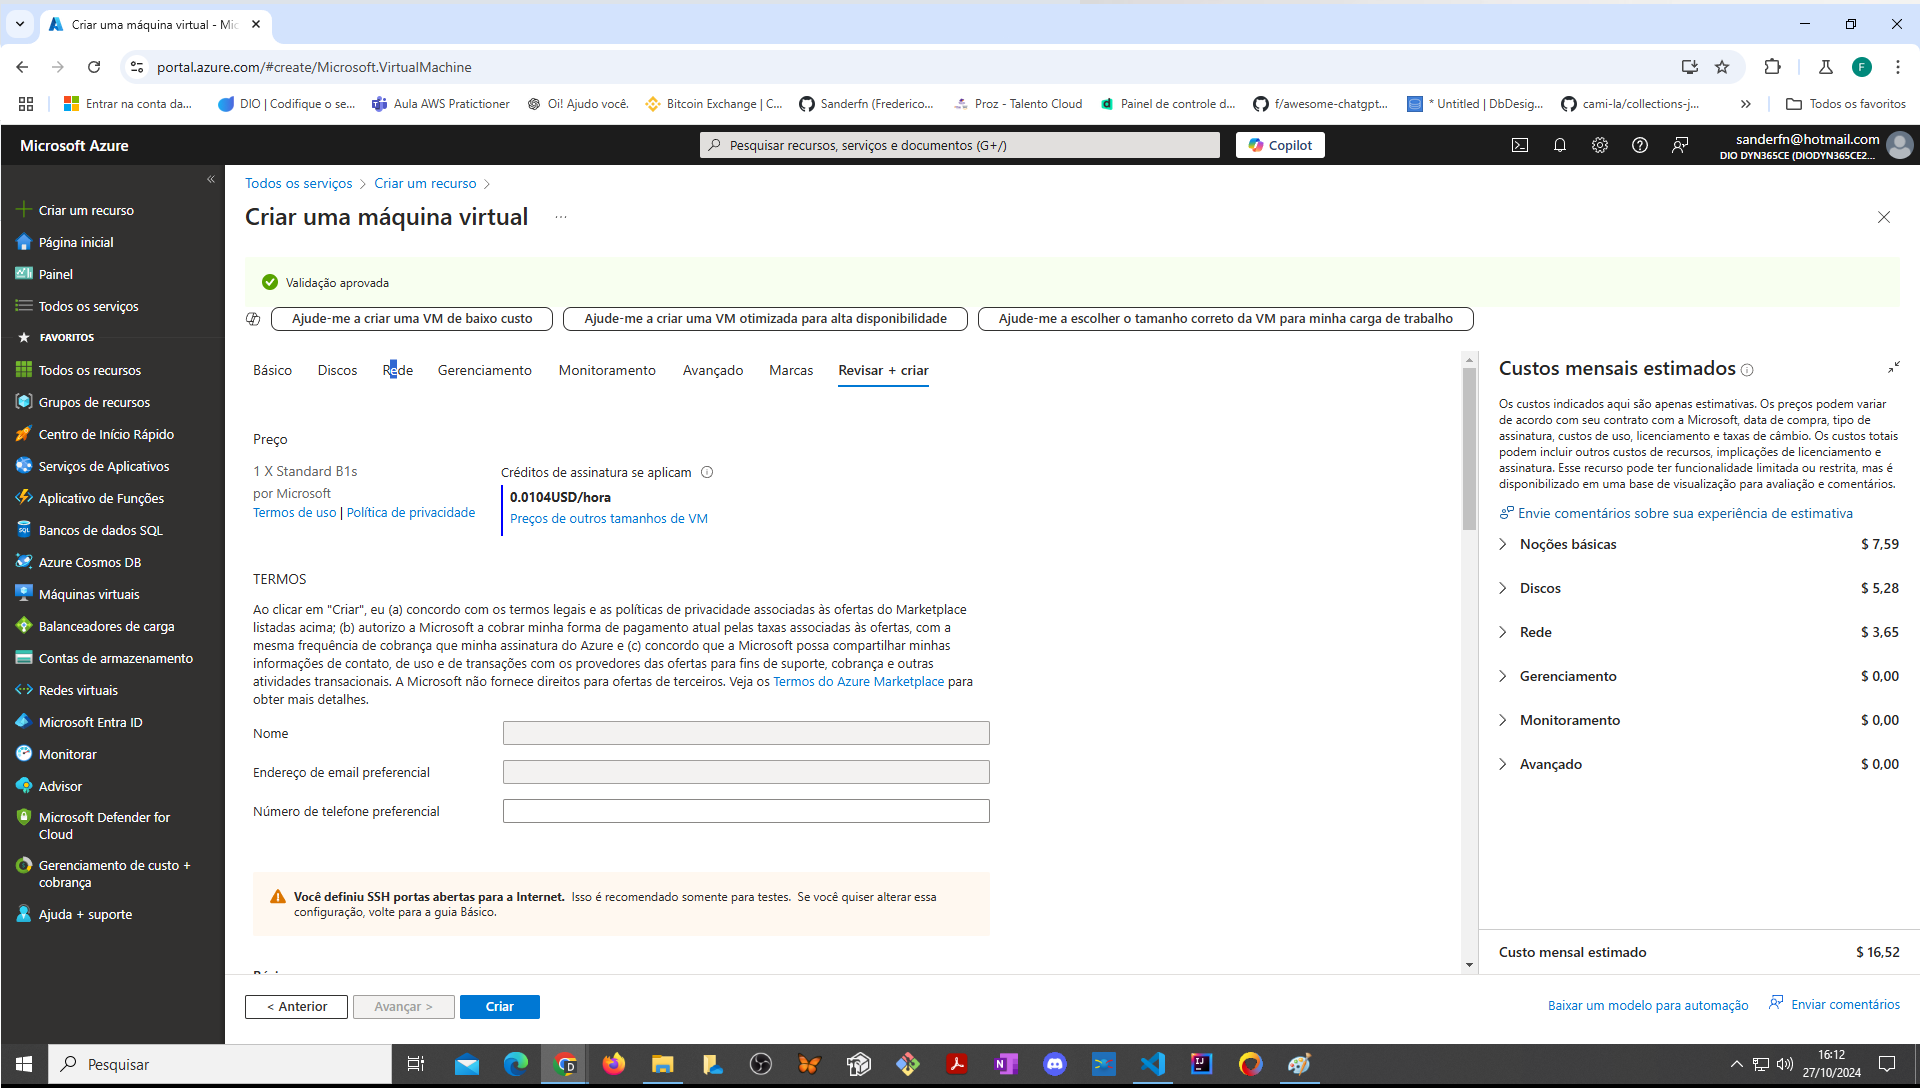 Criar uma máquina virtual - Mic
portal.azure.com/#create/Microsoft.VirtualMachine
F
Entrar na conta da...
DIO | Codifique o se...
Aula AWS Pratictioner
Oi! Ajudo você.
Bitcoin Exchange | C...
Sanderfn (Frederico...
Proz - Talento Cloud
Painel de controle d...
f/awesome-chatgpt...
* Untitled | DbDesig...
cami-la/collections-j...
Todos os favoritos
Microsoft Azure
Pesquisar recursos, serviços e documentos (G+/)
Copilot
sanderfn@hotmail.com
DIO DYN365CE (DIODYN365CE2...
Criar um recurso
Página inicial
Painel
Todos os serviços
FAVORITOS
Todos os recursos
Grupos de recursos
Centro de Início Rápido
Serviços de Aplicativos
Aplicativo de Funções
Bancos de dados SQL
Azure Cosmos DB
Máquinas virtuais
Balanceadores de carga
Contas de armazenamento
Redes virtuais
Microsoft Entra ID
Monitorar
Advisor
Microsoft Defender for
Cloud
Gerenciamento de custo +
cobrança
Ajuda + suporte
Todos os serviços > Criar um recurso >
Criar uma máquina virtual ...
Validação aprovada
Ajude-me a criar uma VM de baixo custo
Ajude-me a criar uma VM otimizada para alta disponibilidade
Ajude-me a escolher o tamanho correto da VM para minha carga de trabalho
Básico Discos Rede Gerenciamento Monitoramento Avançado Marcas Revisar + criar
Preço
1 X Standard B1s
por Microsoft
Termos de uso | Política de privacidade
Créditos de assinatura se aplicam
0.0104USD/hora
Preços de outros tamanhos de VM
TERMOS
Ao clicar em "Criar", eu (a) concordo com os termos legais e as políticas de privacidade associadas às ofertas do Marketplace
listadas acima; (b) autorizo a Microsoft a cobrar minha forma de pagamento atual pelas taxas associadas às ofertas, com a
mesma frequência de cobrança que minha assinatura do Azure e (c) concordo que a Microsoft possa compartilhar minhas
informações de contato, de uso e de transações com os provedores das ofertas para fins de suporte, cobrança e outras
atividades transacionais. A Microsoft não fornece direitos para ofertas de terceiros. Veja os Termos do Azure Marketplace para
obter mais detalhes.
Nome
Endereço de email preferencial
Número de telefone preferencial
Você definiu SSH portas abertas para a Internet. Isso é recomendado somente para testes. Se você quiser alterar essa
configuração, volte para a guia Básico.
< Anterior
Avançar >
Criar
Custos mensais estimados
Os custos indicados aqui são apenas estimativas. Os preços podem variar
de acordo com seu contrato com a Microsoft, data de compra, tipo de
assinatura, custos de uso, licenciamento e taxas de câmbio. Os custos totais
podem incluir outros custos de recursos, implicações de licenciamento e
assinatura. Esse recurso pode ter funcionalidade limitada ou restrita, mas é
disponibilizado em uma base de visualização para avaliação e comentários.
Envie comentários sobre sua experiência de estimativa
Noções básicas $ 7,59
Discos $ 5,28
Rede $ 3,65
Gerenciamento $ 0,00
Monitoramento $ 0,00
Avançado $ 0,00
Custo mensal estimado $ 16,52
Baixar um modelo para automação
Enviar comentários
Pesquisar
16:12
27/10/2024